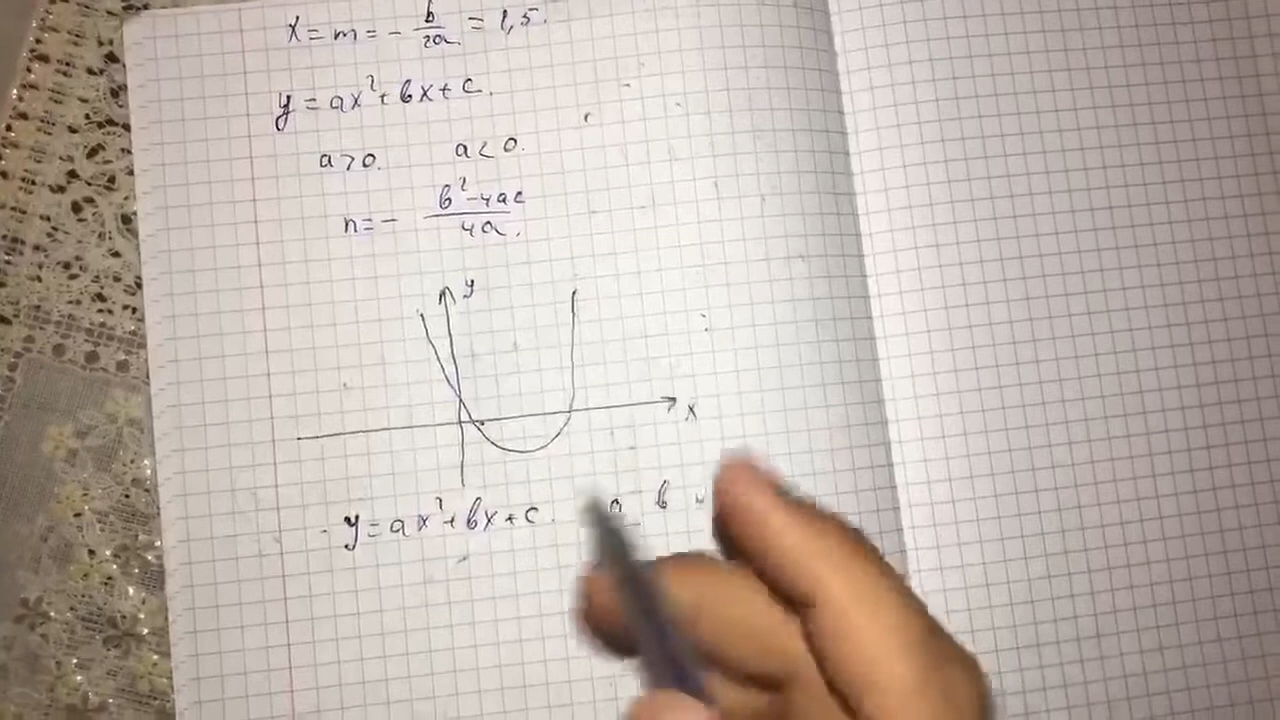 x = m = - b/2a = 1,5.
y = ax² + bx + c.
a > 0. a < 0.
n = - b² - 4ac / 4a.
y
x
y = ax² + bx + c. a b